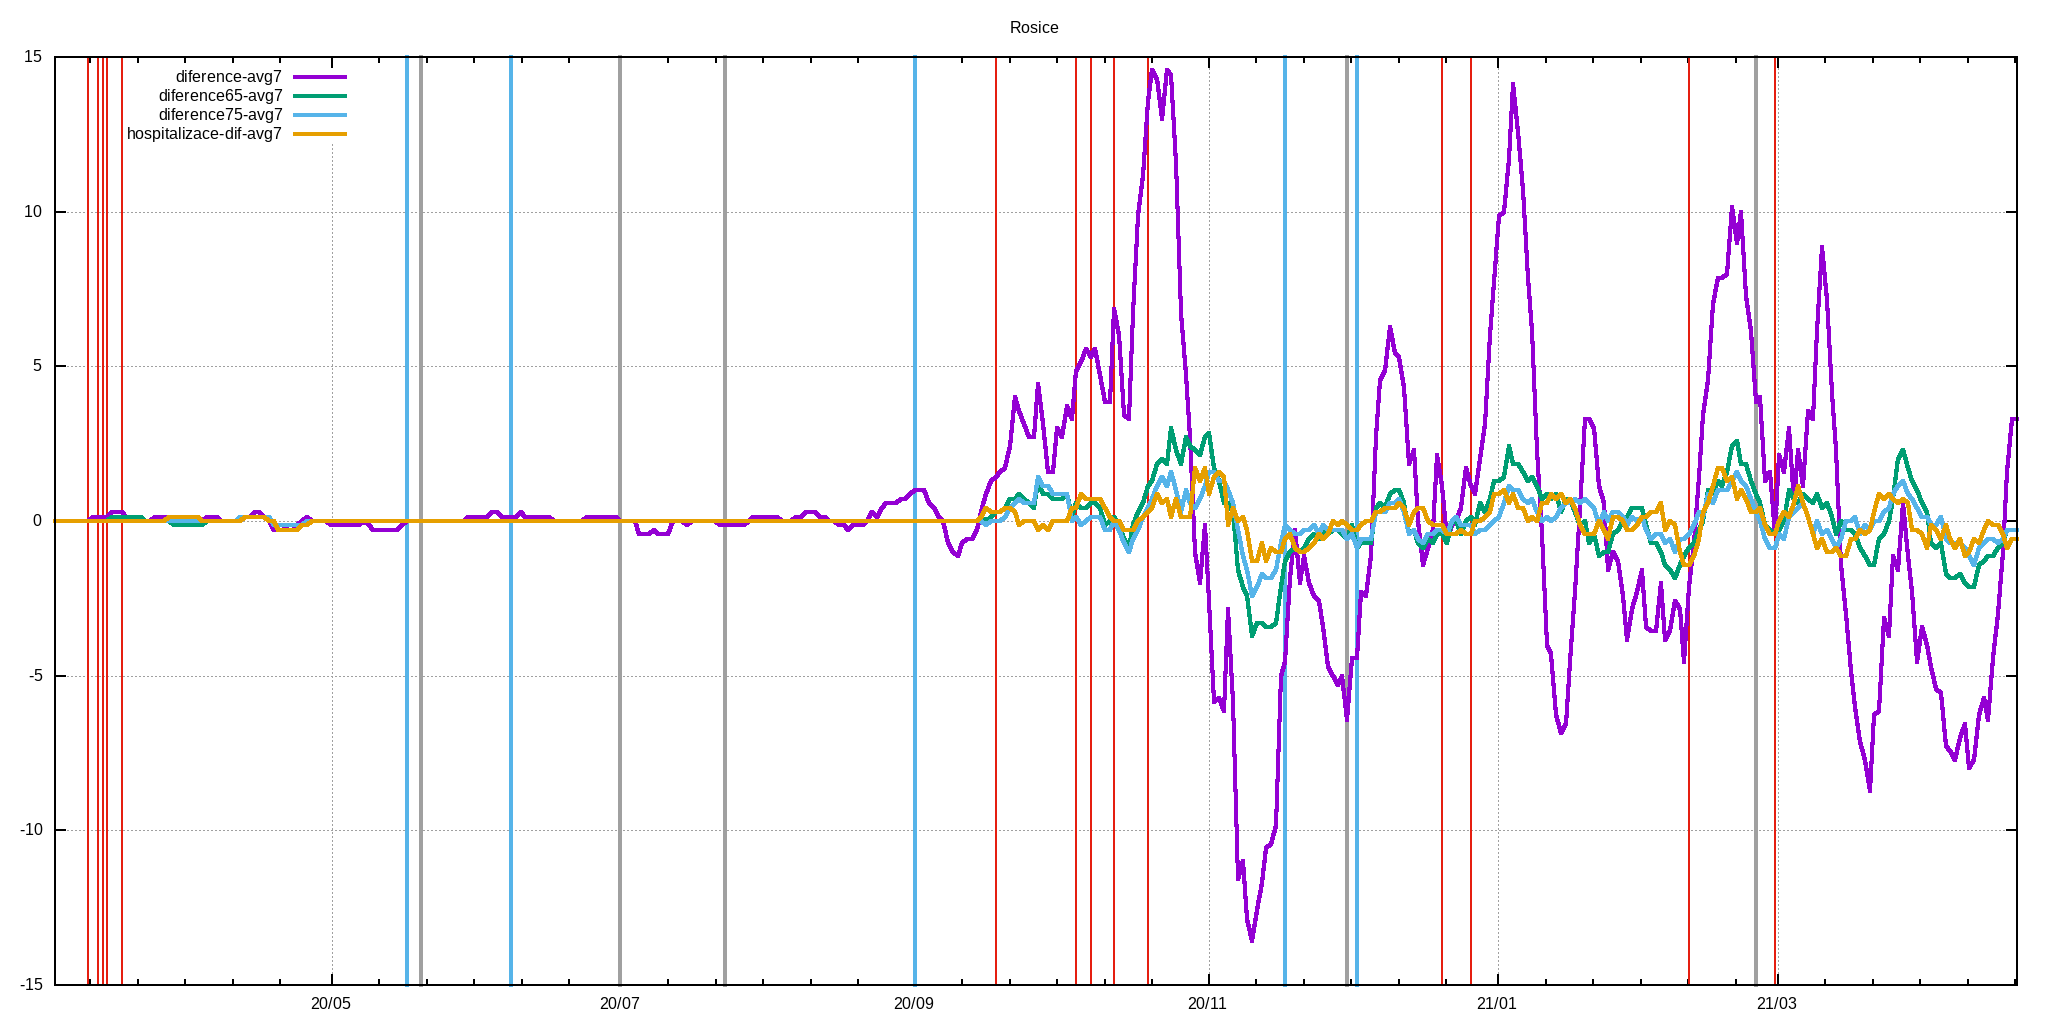 Rosice
15
diference-avg7
diference65-avg7
diference75-avg7
hospitalizace-dif-avg7
10
5
0
-5
-10
-15
20/05 20/07 20/09 20/11 21/01 21/03